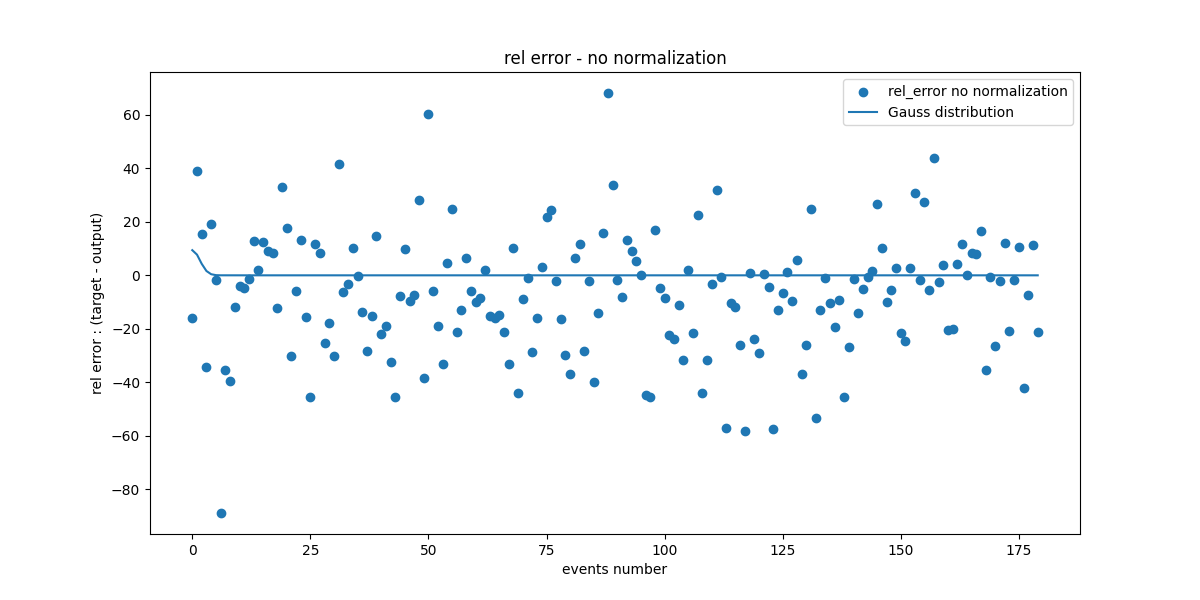 rel error - no normalization
rel_error no normalization
Gauss distribution
rel error : (target - output)
60
40
20
0
−20
−40
−60
−80
0 25 50 75 100 125 150 175
events number